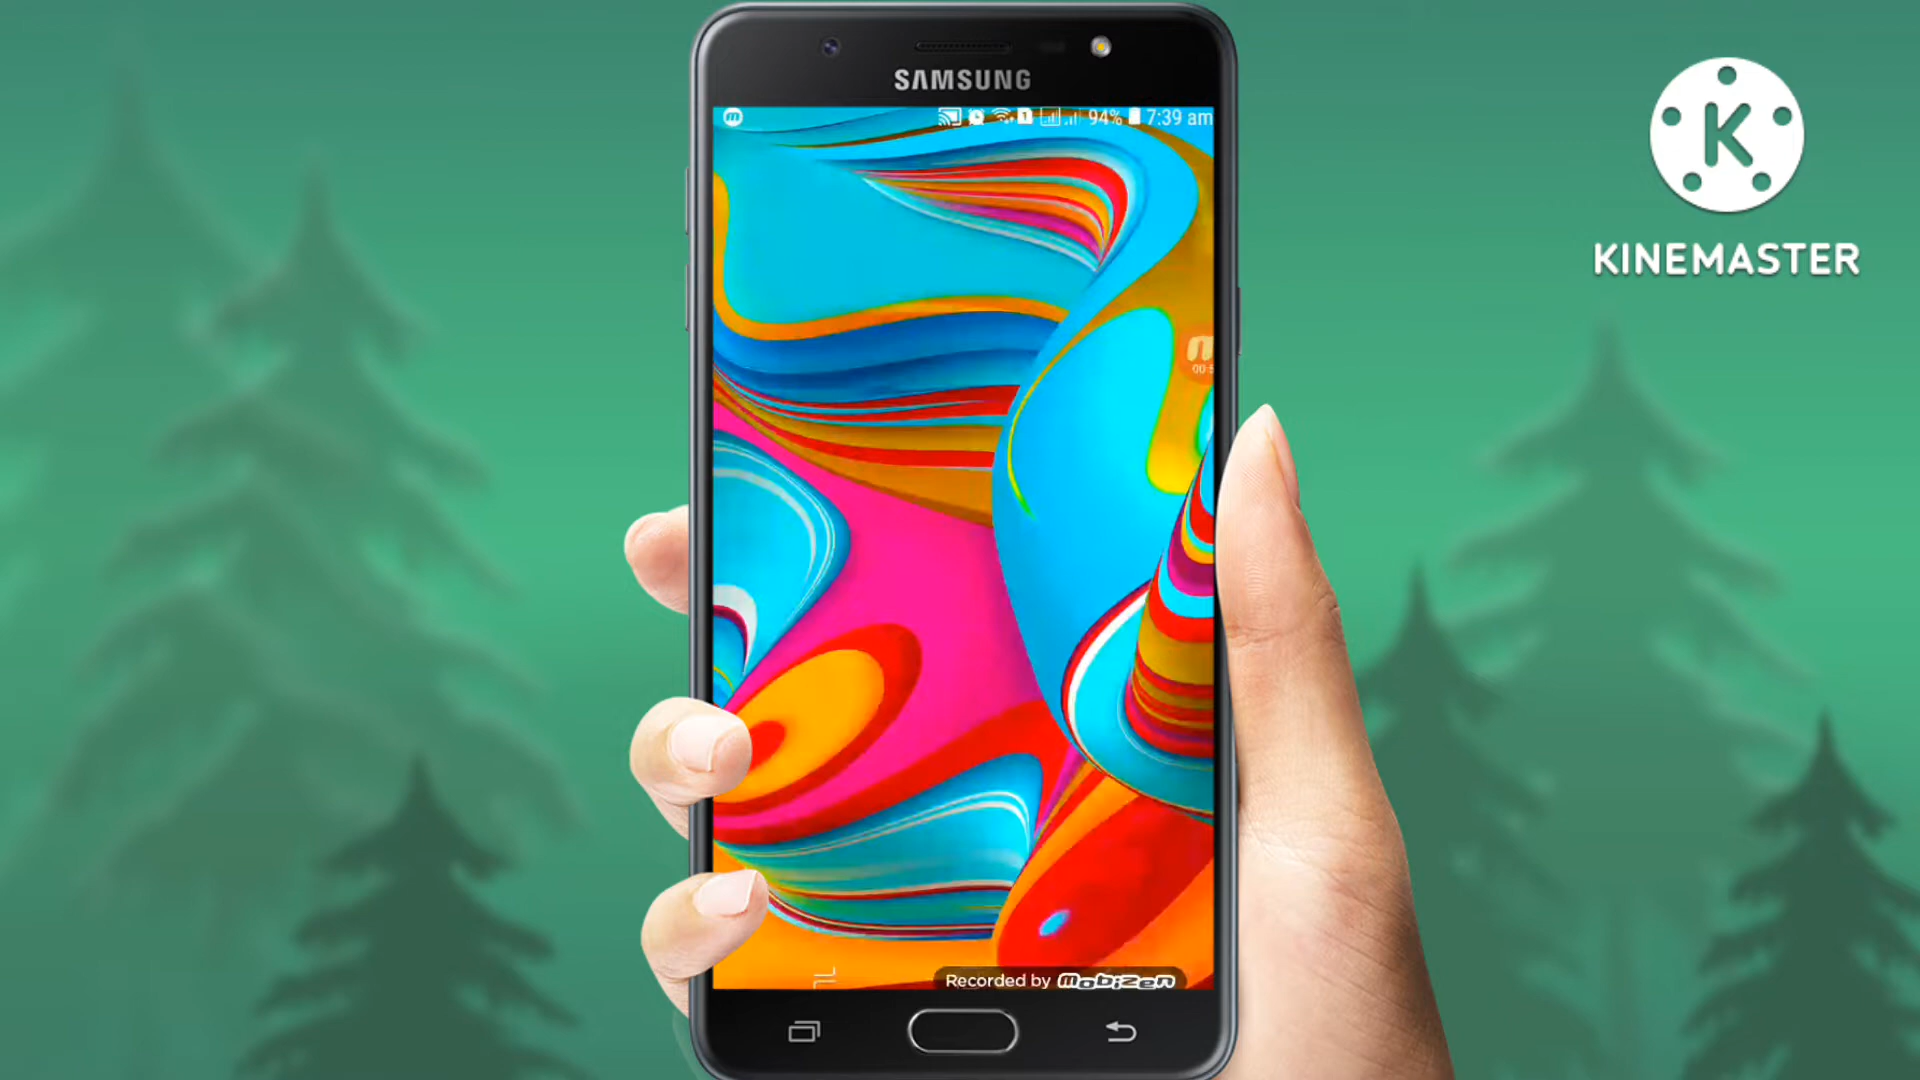 SAMSUNG
94% 7:39 am
K
KINEMASTER
Recorded by Mobizen